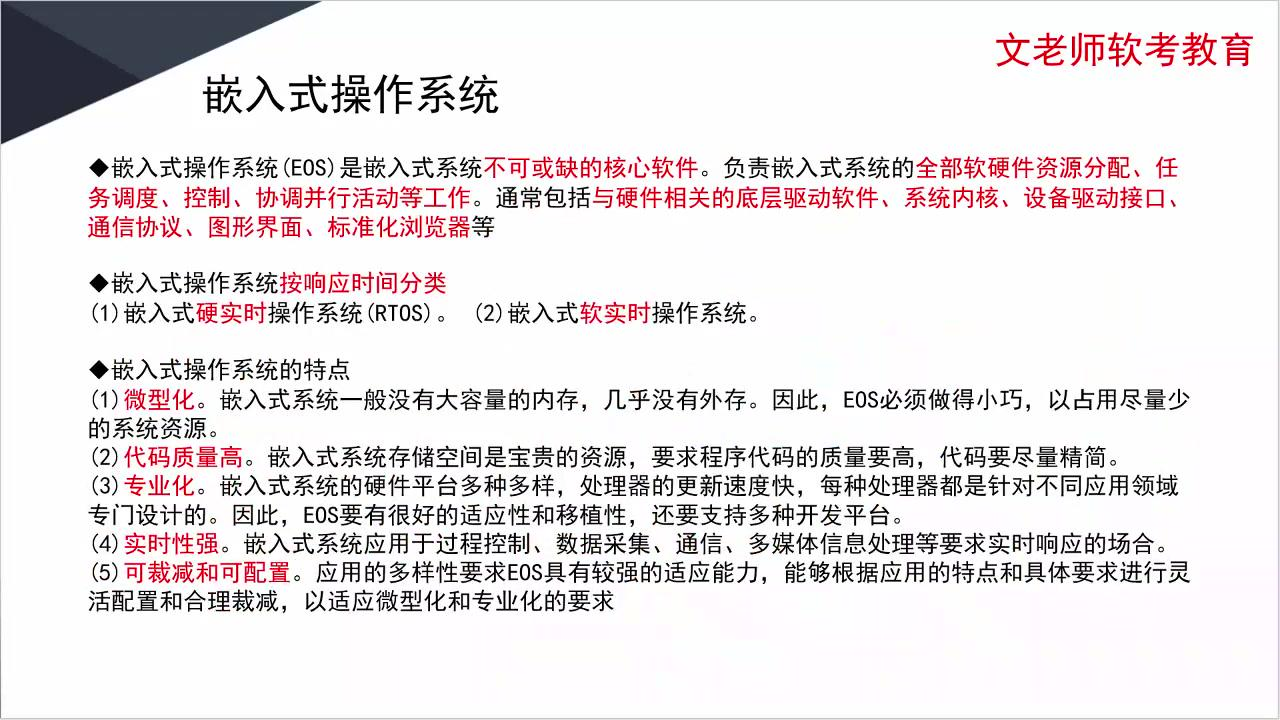 文老师软考教育
嵌入式操作系统
◆嵌入式操作系统(EOS)是嵌入式系统不可或缺的核心软件。负责嵌入式系统的全部软硬件资源分配、任
务调度、控制、协调并行活动等工作。通常包括与硬件相关的底层驱动软件、系统内核、设备驱动接口、
通信协议、图形界面、标准化浏览器等
◆嵌入式操作系统按响应时间分类
(1)嵌入式硬实时操作系统(RTOS)。 (2)嵌入式软实时操作系统。
◆嵌入式操作系统的特点
(1)微型化。嵌入式系统一般没有大容量的内存，几乎没有外存。因此，EOS必须做得小巧，以占用尽量少
的系统资源。
(2)代码质量高。嵌入式系统存储空间是宝贵的资源，要求程序代码的质量要高，代码要尽量精简。
(3)专业化。嵌入式系统的硬件平台多种多样，处理器的更新速度快，每种处理器都是针对不同应用领域
专门设计的。因此，EOS要有很好的适应性和移植性，还要支持多种开发平台。
(4)实时性强。嵌入式系统应用于过程控制、数据采集、通信、多媒体信息处理等要求实时响应的场合。
(5)可裁减和可配置。应用的多样性要求EOS具有较强的适应能力，能够根据应用的特点和具体要求进行灵
活配置和合理裁减，以适应微型化和专业化的要求